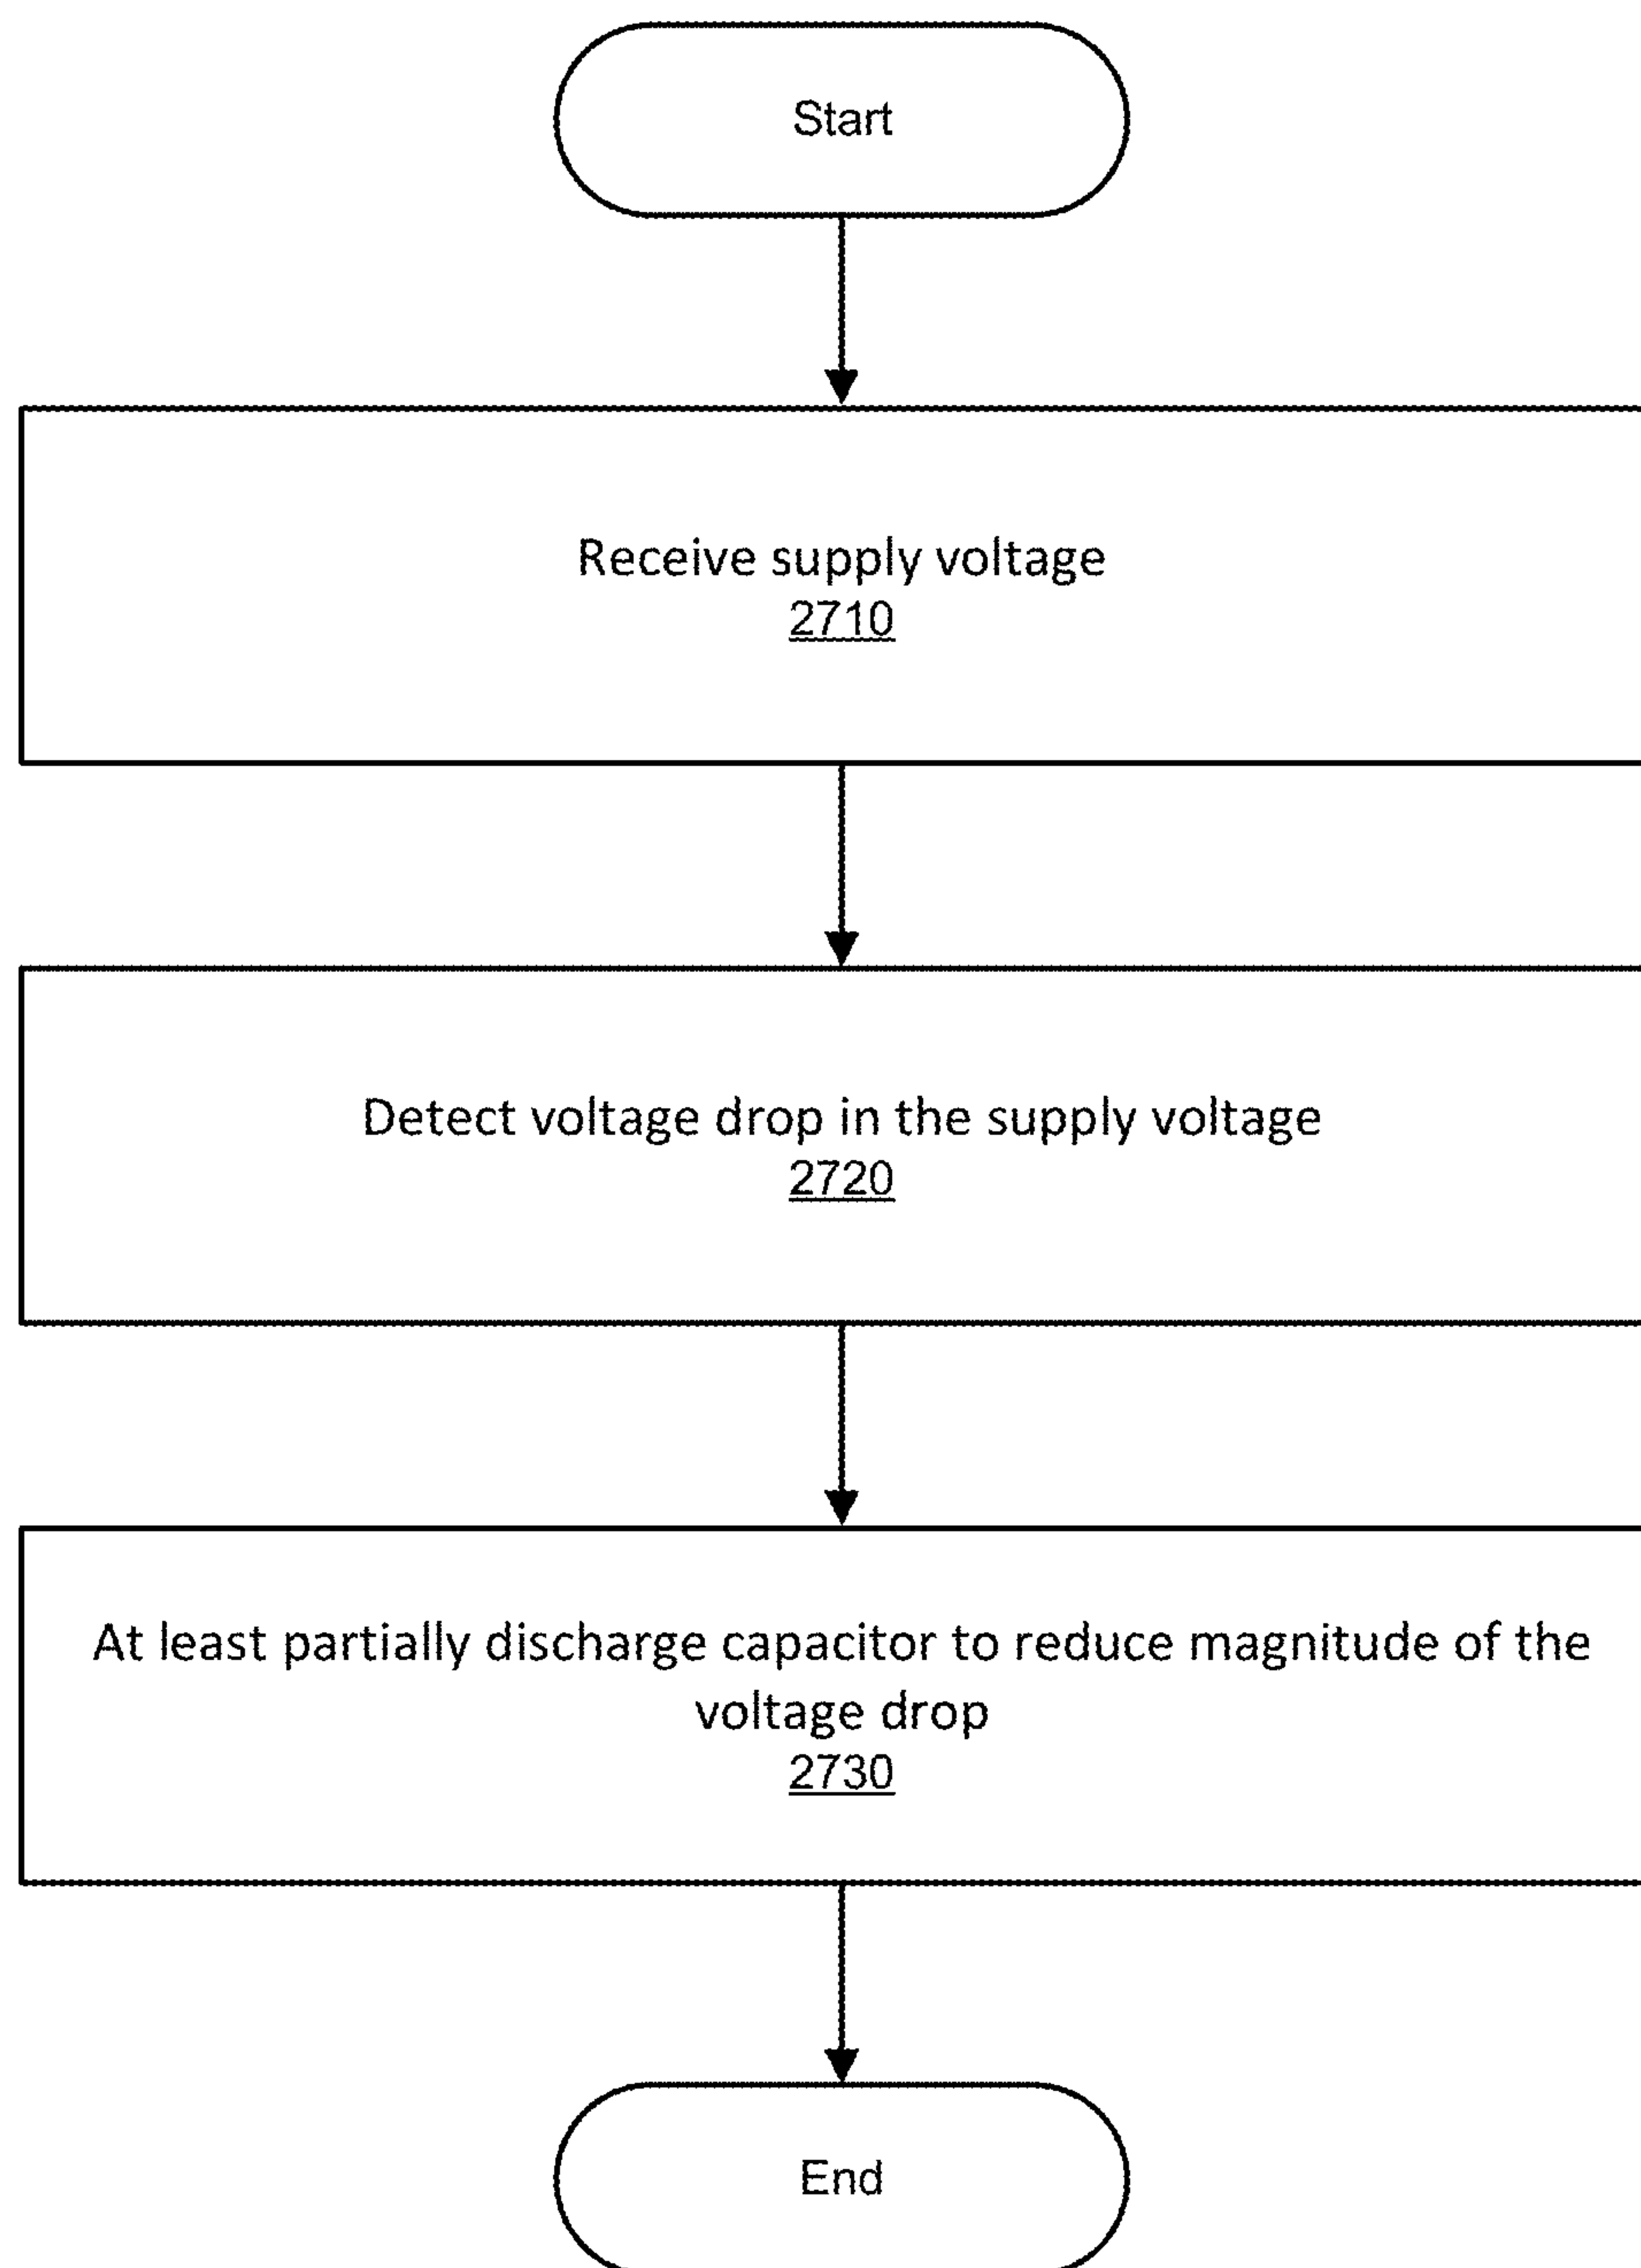 Start
Receive supply voltage
2710
Detect voltage drop in the supply voltage
2720
At least partially discharge capacitor to reduce magnitude of the
voltage drop
2730
End